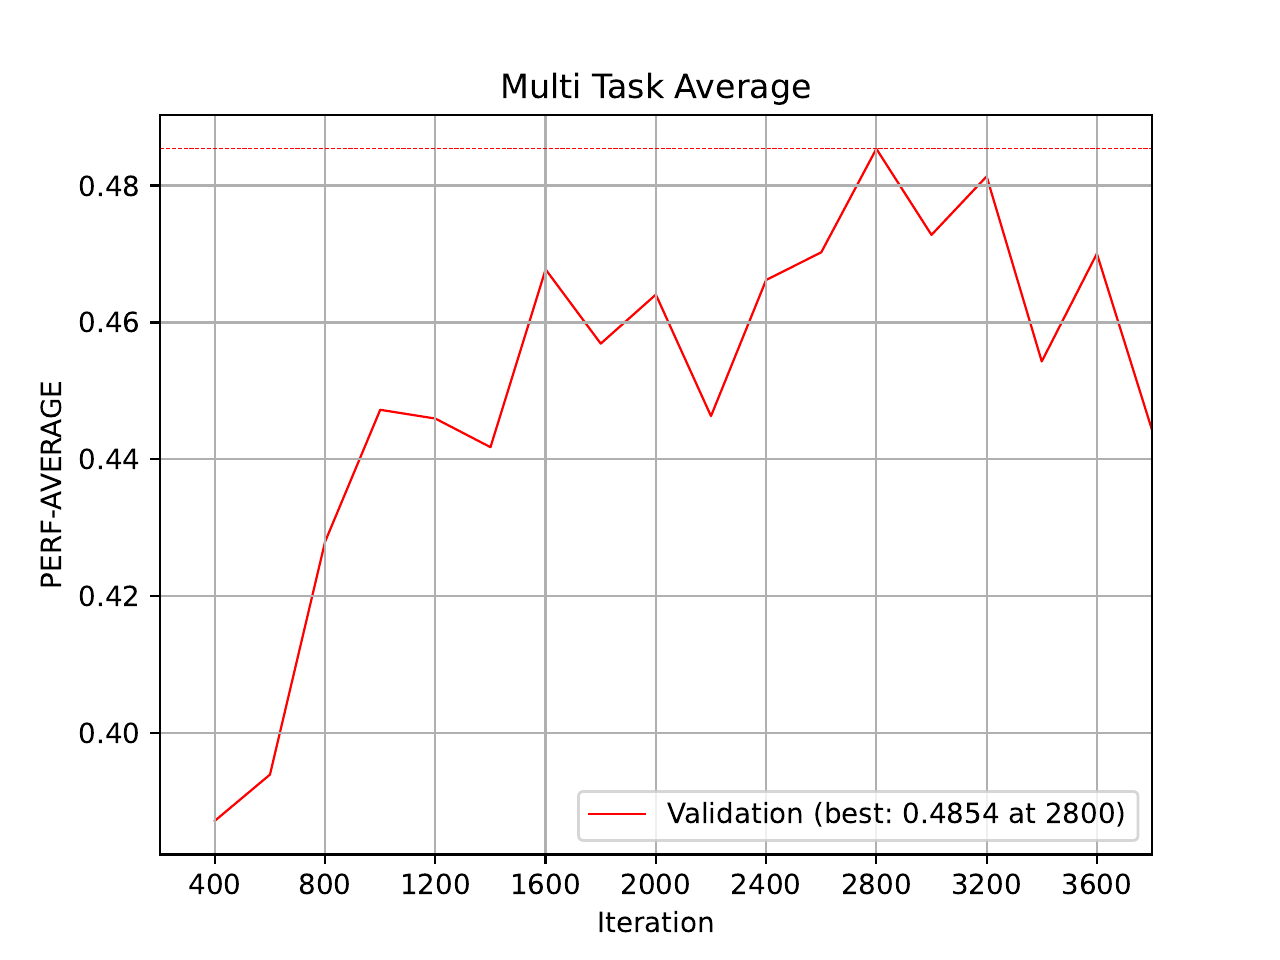 Multi Task Average
PERF-AVERAGE
0.48
0.46
0.44
0.42
0.40
Validation (best: 0.4854 at 2800)
400 800 1200 1600 2000 2400 2800 3200 3600
Iteration